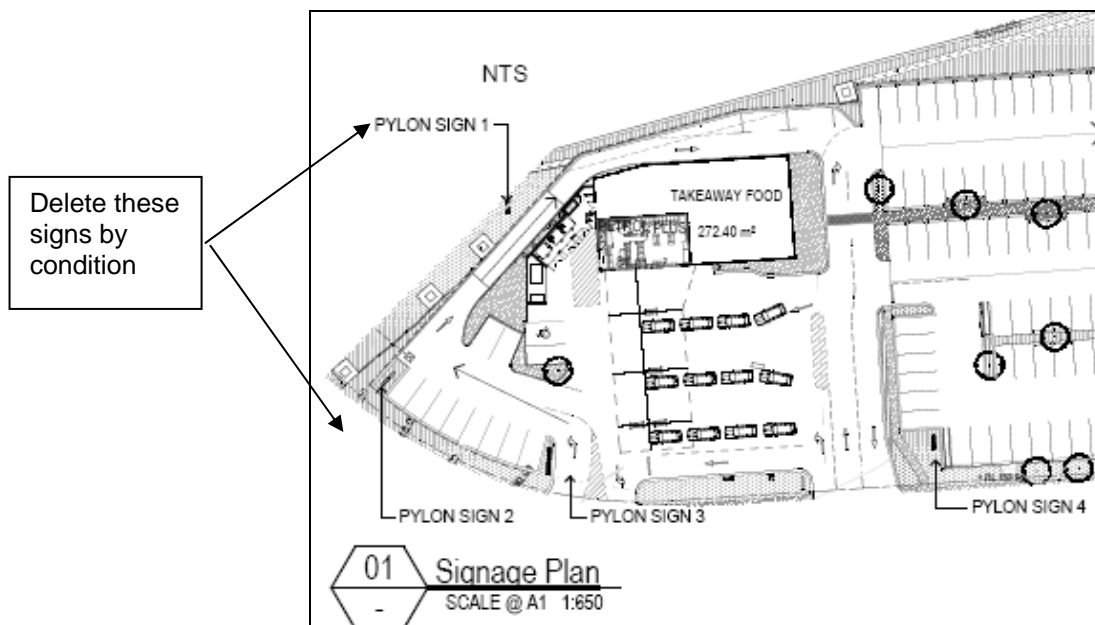 NTS
PYLON SIGN 1
Delete these
signs by
condition
TAKEAWAY FOOD
272.40 m²
PYLON SIGN 2
PYLON SIGN 3
PYLON SIGN 4
01
-
Signage Plan
SCALE @ A1 1:650